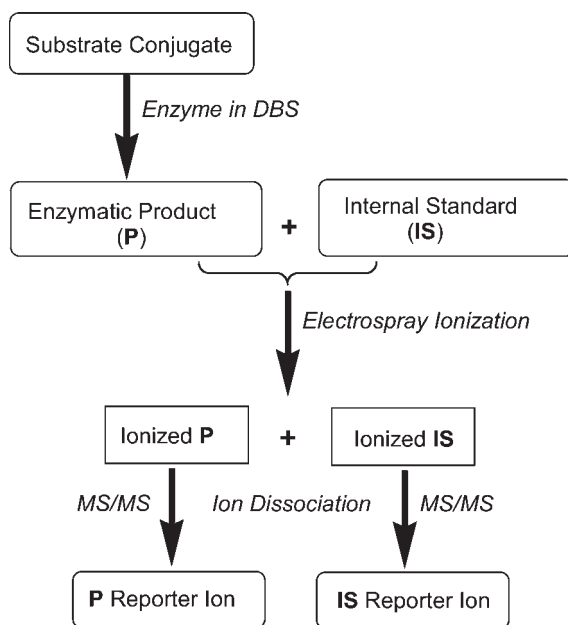 Substrate Conjugate
Enzyme in DBS
Enzymatic Product
(P)
+
Internal Standard
(IS)
Electrospray Ionization
Ionized P
+
Ionized IS
MS/MS
Ion Dissociation
MS/MS
P Reporter Ion
IS Reporter Ion